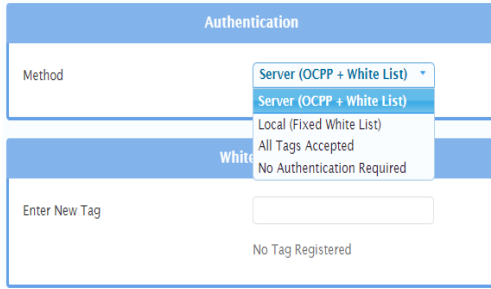 Authentication
Method
Server (OCPP + White List)
Server (OCPP + White List)
Local (Fixed White List)
All Tags Accepted
No Authentication Required
White
Enter New Tag
No Tag Registered